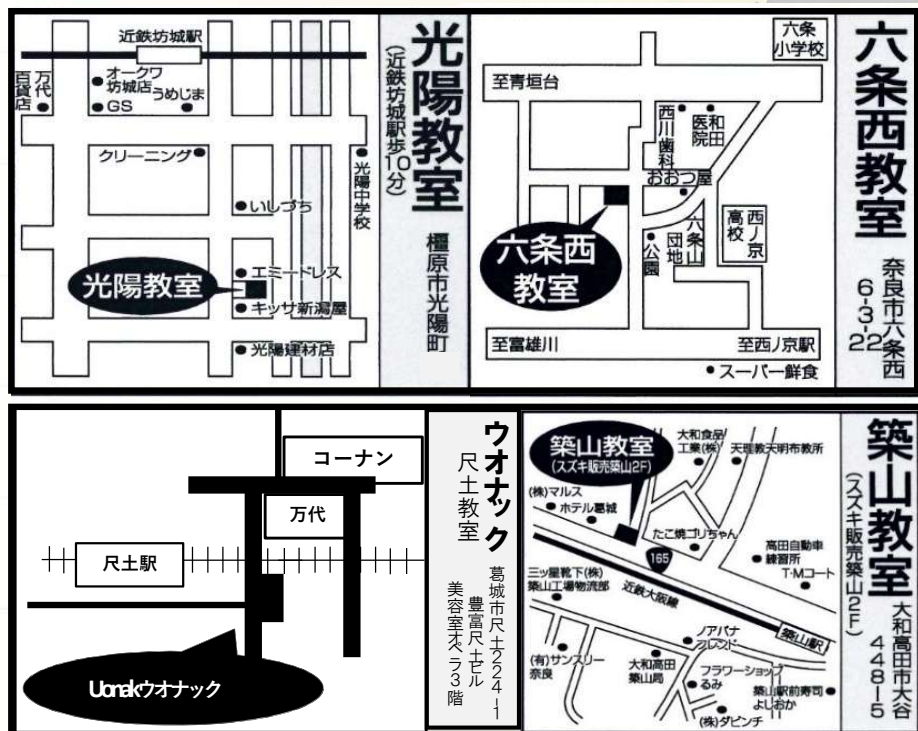 近鉄坊城駅
万代
百貨店
オークワ
坊城店
うめじま
GS
クリーニング
光陽中学校
いしづち
エミードレス
光陽教室
キッサ新潟屋
光陽建材店
光陽教室
(近鉄坊城駅歩10分)
橿原市光陽町
六条
小学校
至青垣台
西川歯科
和田
医院
おおつ屋
六条西
教室
公園
六条山
団地
西ノ京
高校
至富雄川
至西ノ京駅
スーパー鮮食
六条西教室
奈良市六条西
6-3-22
コーナン
万代
尺土駅
Uonakウオナック
ウオナック
尺土教室
葛城市尺土224-1
豊富尺土ビル
美容室オペラ3階
築山教室
(スズキ販売築山2F)
大和食品
工業(株)
天理教天明布教所
(株)マルス
ホテル葛城
たこ焼ゴリちゃん
165
高田自動車
練習所
T・Mコート
三ッ星靴下(株)
築山工場物流部
近鉄大阪線
築山駅
ノアバナ
フレンド
(有)サンスリー
奈良
大和高田
築山局
フラワーショップ
るみ
築山駅前寿司
よしおか
(株)ダビンチ
築山教室
(スズキ販売築山2F)
大和高田市大谷
448-5